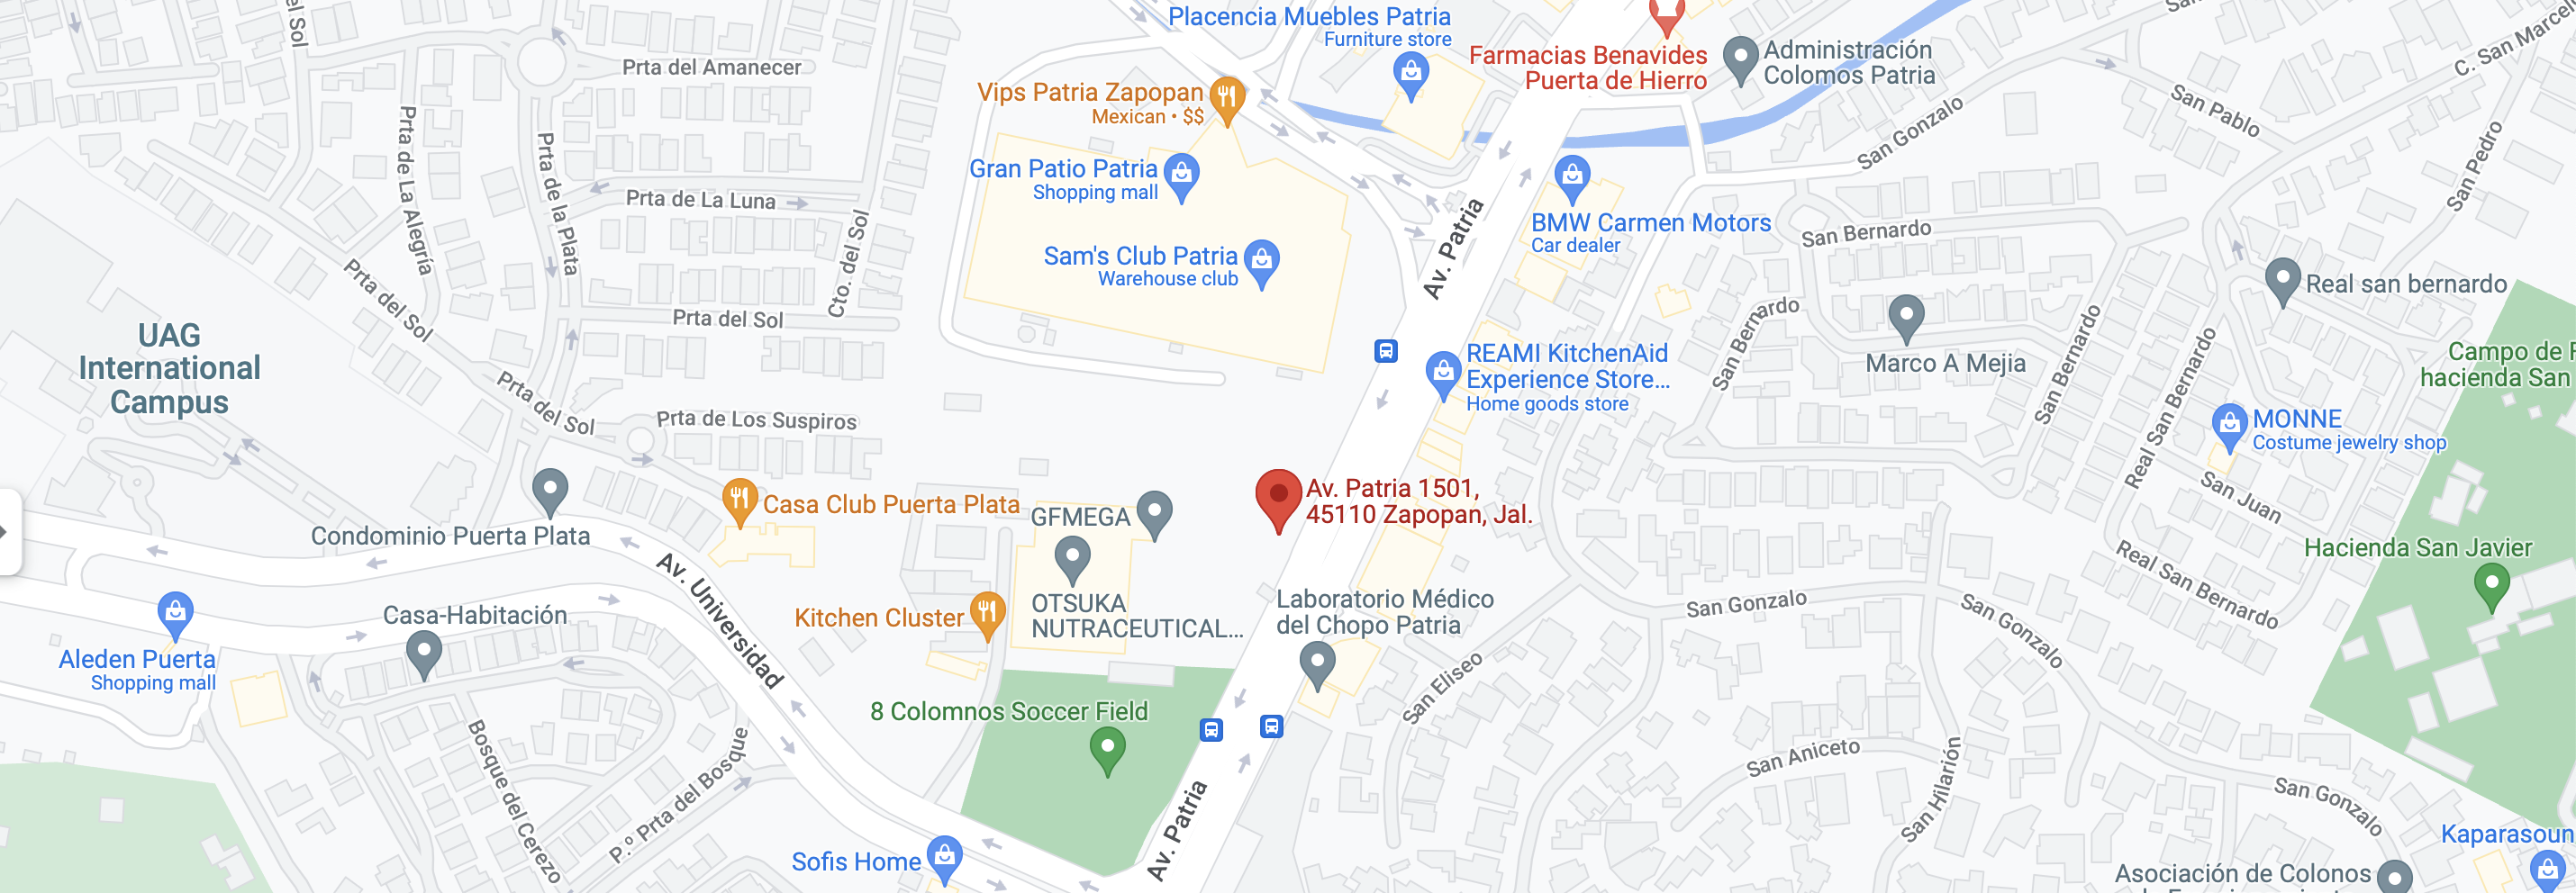 el Sol
Prta del Amanecer
Prta de La Alegría
Prta de la Plata
Prta de La Luna
Cto. del Sol
Prta del Sol
Prta del Sol
Prta del Sol
Prta de Los Suspiros
UAG
International
Campus
Condominio Puerta Plata
Casa Club Puerta Plata
Casa-Habitación
Aleden Puerta
Shopping mall
Av. Universidad
Bosque del Cerezo
P.º Prta del Bosque
Sofis Home
Placencia Muebles Patria
Furniture store
Vips Patria Zapopan
Mexican • $$
Gran Patio Patria
Shopping mall
Sam's Club Patria
Warehouse club
Farmacias Benavides
Puerta de Hierro
Administración
Colomos Patria
Av. Patria
BMW Carmen Motors
Car dealer
REAMI KitchenAid
Experience Store...
Home goods store
Av. Patria 1501,
45110 Zapopan, Jal.
GFMEGA
OTSUKA
NUTRACEUTICAL...
Kitchen Cluster
Laboratorio Médico
del Chopo Patria
8 Colomnos Soccer Field
Av. Patria
San Eliseo
San Gonzalo
San Pablo
C. San Marcel
San Pedro
San Bernardo
San Bernardo
San Bernardo
Marco A Mejia
Real san bernardo
Real San Bernardo
MONNE
Costume jewelry shop
San Juan
Real San Bernardo
Campo de F
hacienda San
Hacienda San Javier
San Gonzalo
San Gonzalo
San Aniceto
San Hilarión
San Gonzalo
Kaparasoun
Asociación de Colonos